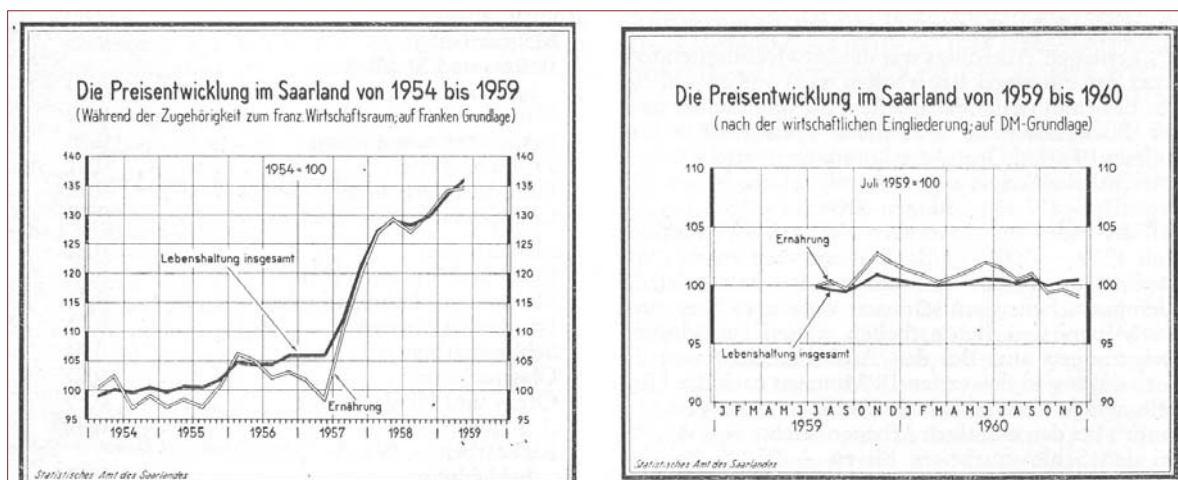 Die Preisentwicklung im Saarland von 1954 bis 1959
(Während der Zugehörigkeit zum franz. Wirtschaftsraum, auf Franken Grundlage)
1954=100
140 140
135 135
130 130
125 125
120 120
115 115
110 110
105 105
100 100
95 95
Lebenshaltung insgesamt
Ernährung
1954 1955 1956 1957 1958 1959
Statistisches Amt des Saarlandes
Die Preisentwicklung im Saarland von 1959 bis 1960
(nach der wirtschaftlichen Eingliederung; auf DM-Grundlage)
Juli 1959=100
110 110
105 105
100 100
95 95
90 90
Ernährung
Lebenshaltung insgesamt
J F M A M J J A S O N D J F M A M J J A S O N D
1959 1960
Statistisches Amt des Saarlandes